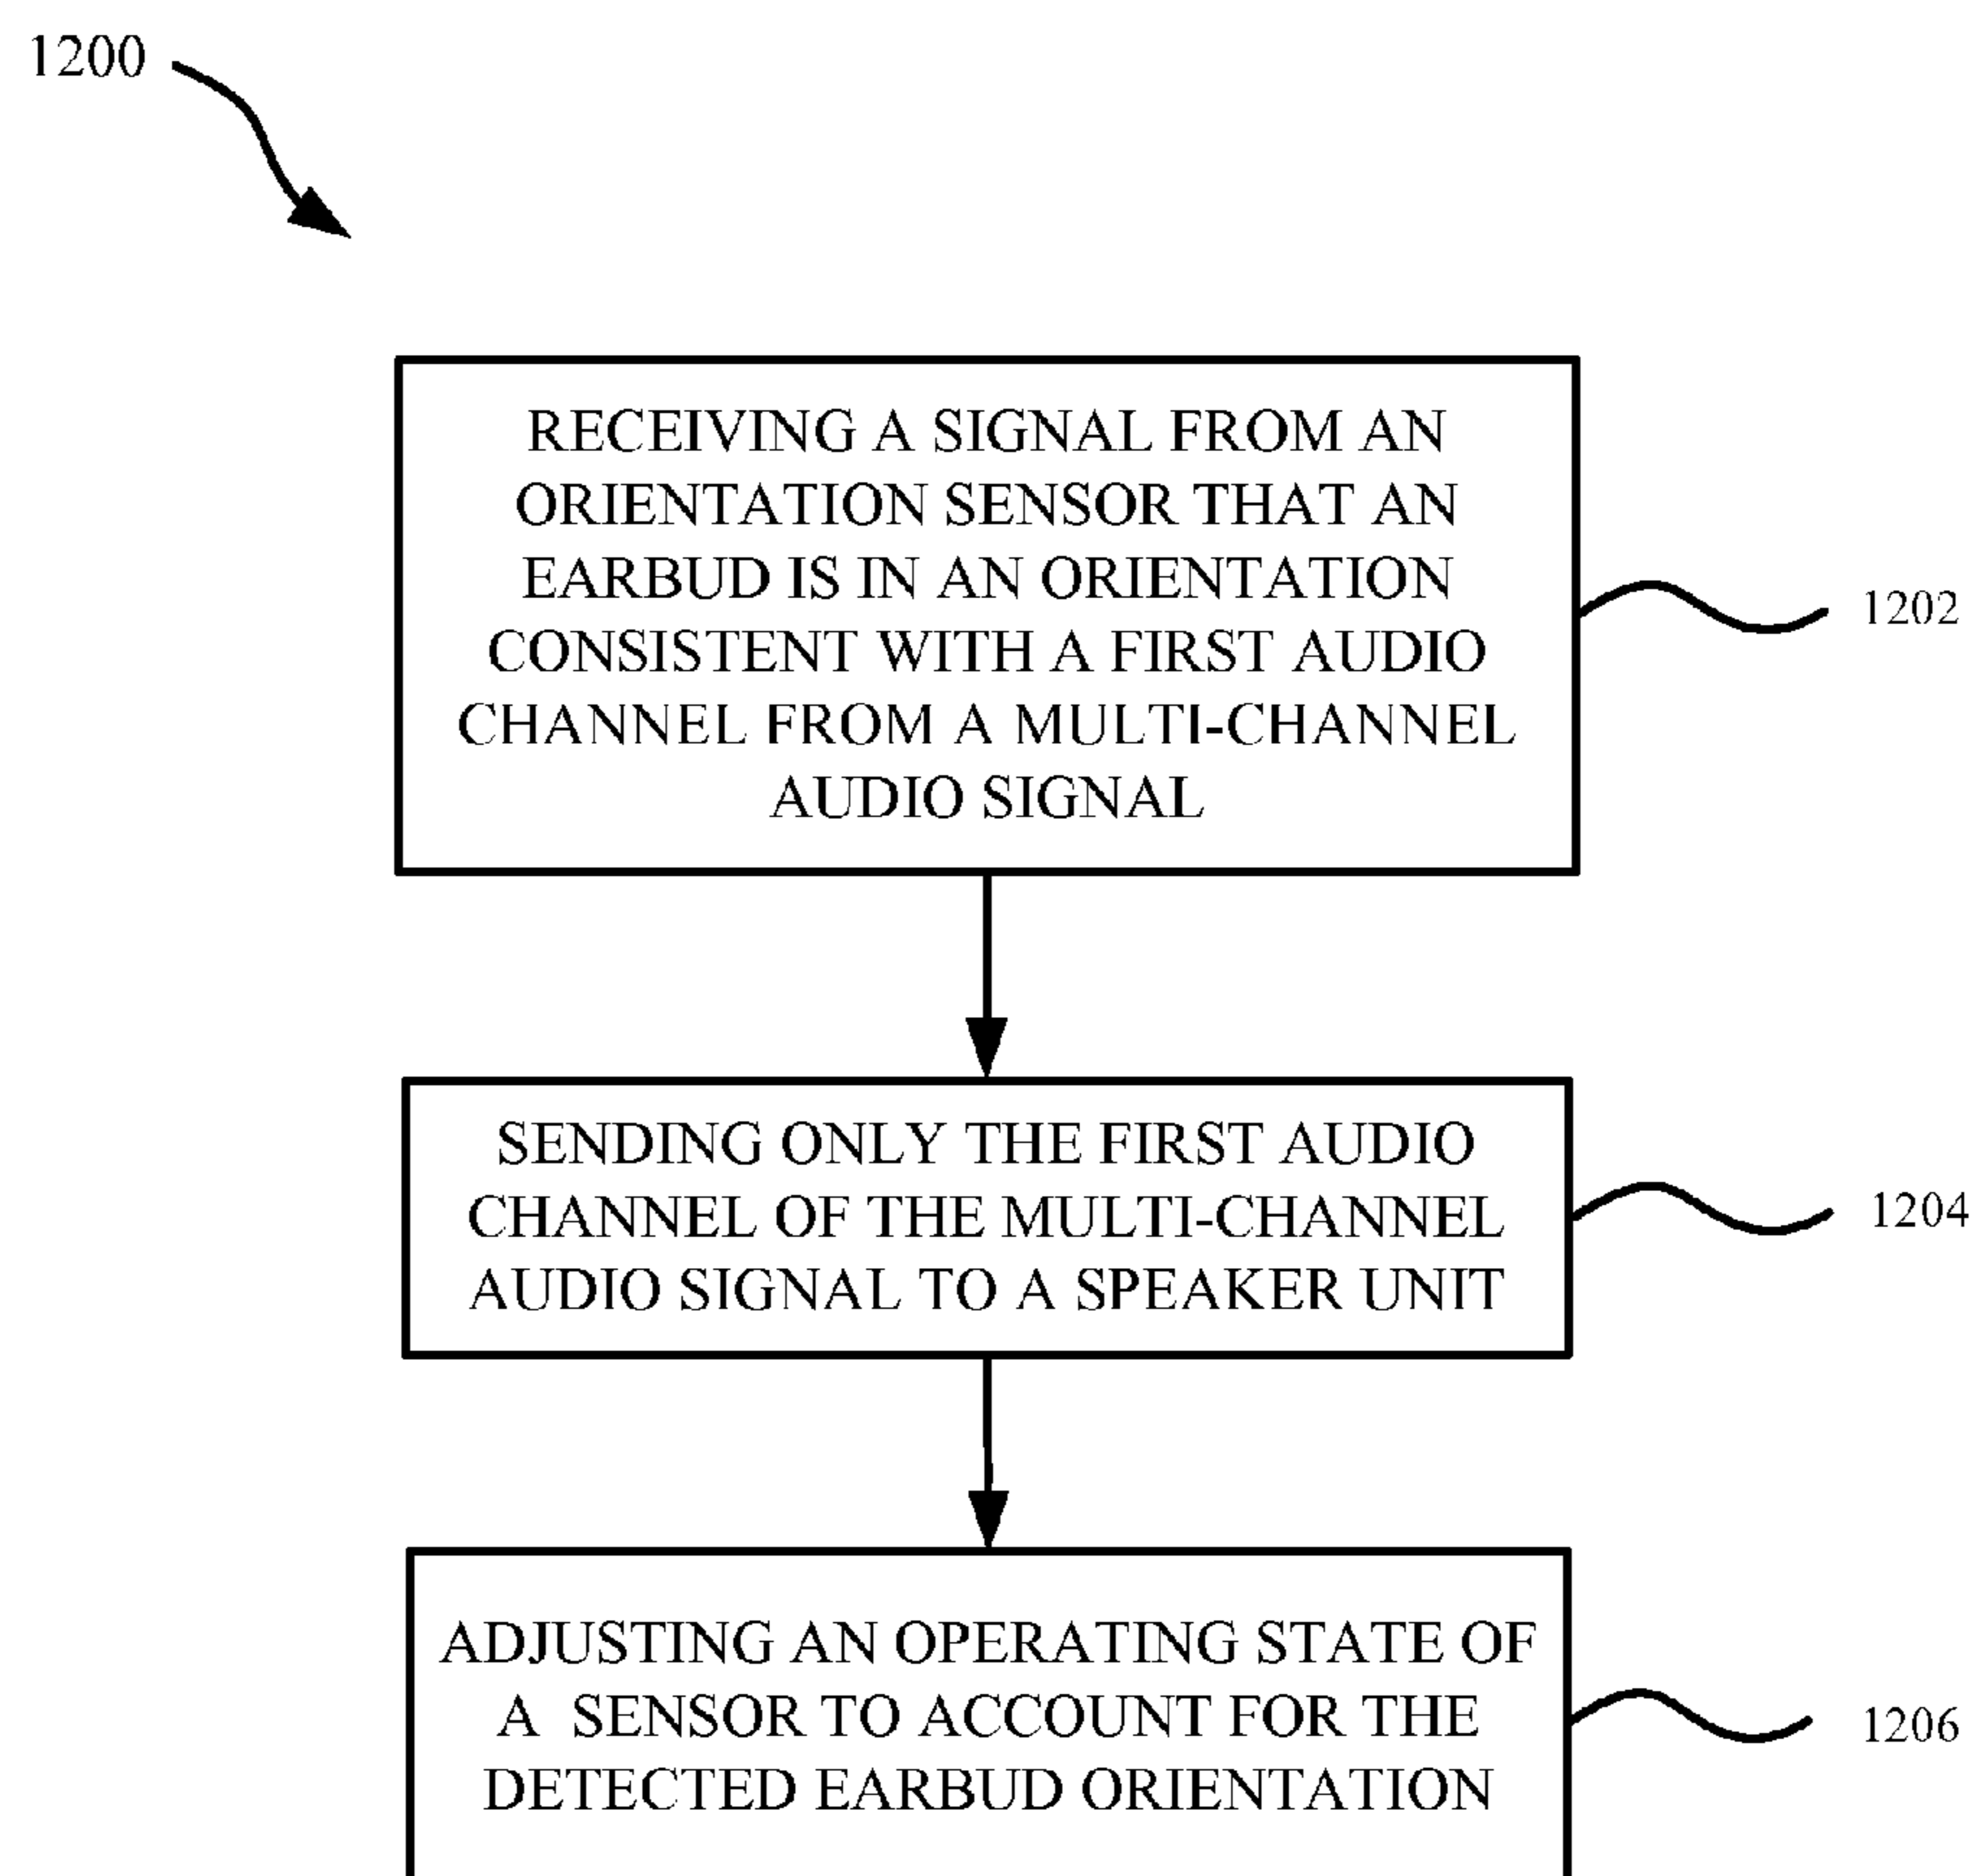 1200
RECEIVING A SIGNAL FROM AN
ORIENTATION SENSOR THAT AN
EARBUD IS IN AN ORIENTATION
CONSISTENT WITH A FIRST AUDIO
CHANNEL FROM A MULTI-CHANNEL
AUDIO SIGNAL
1202
SENDING ONLY THE FIRST AUDIO
CHANNEL OF THE MULTI-CHANNEL
AUDIO SIGNAL TO A SPEAKER UNIT
1204
ADJUSTING AN OPERATING STATE OF
A SENSOR TO ACCOUNT FOR THE
DETECTED EARBUD ORIENTATION
1206